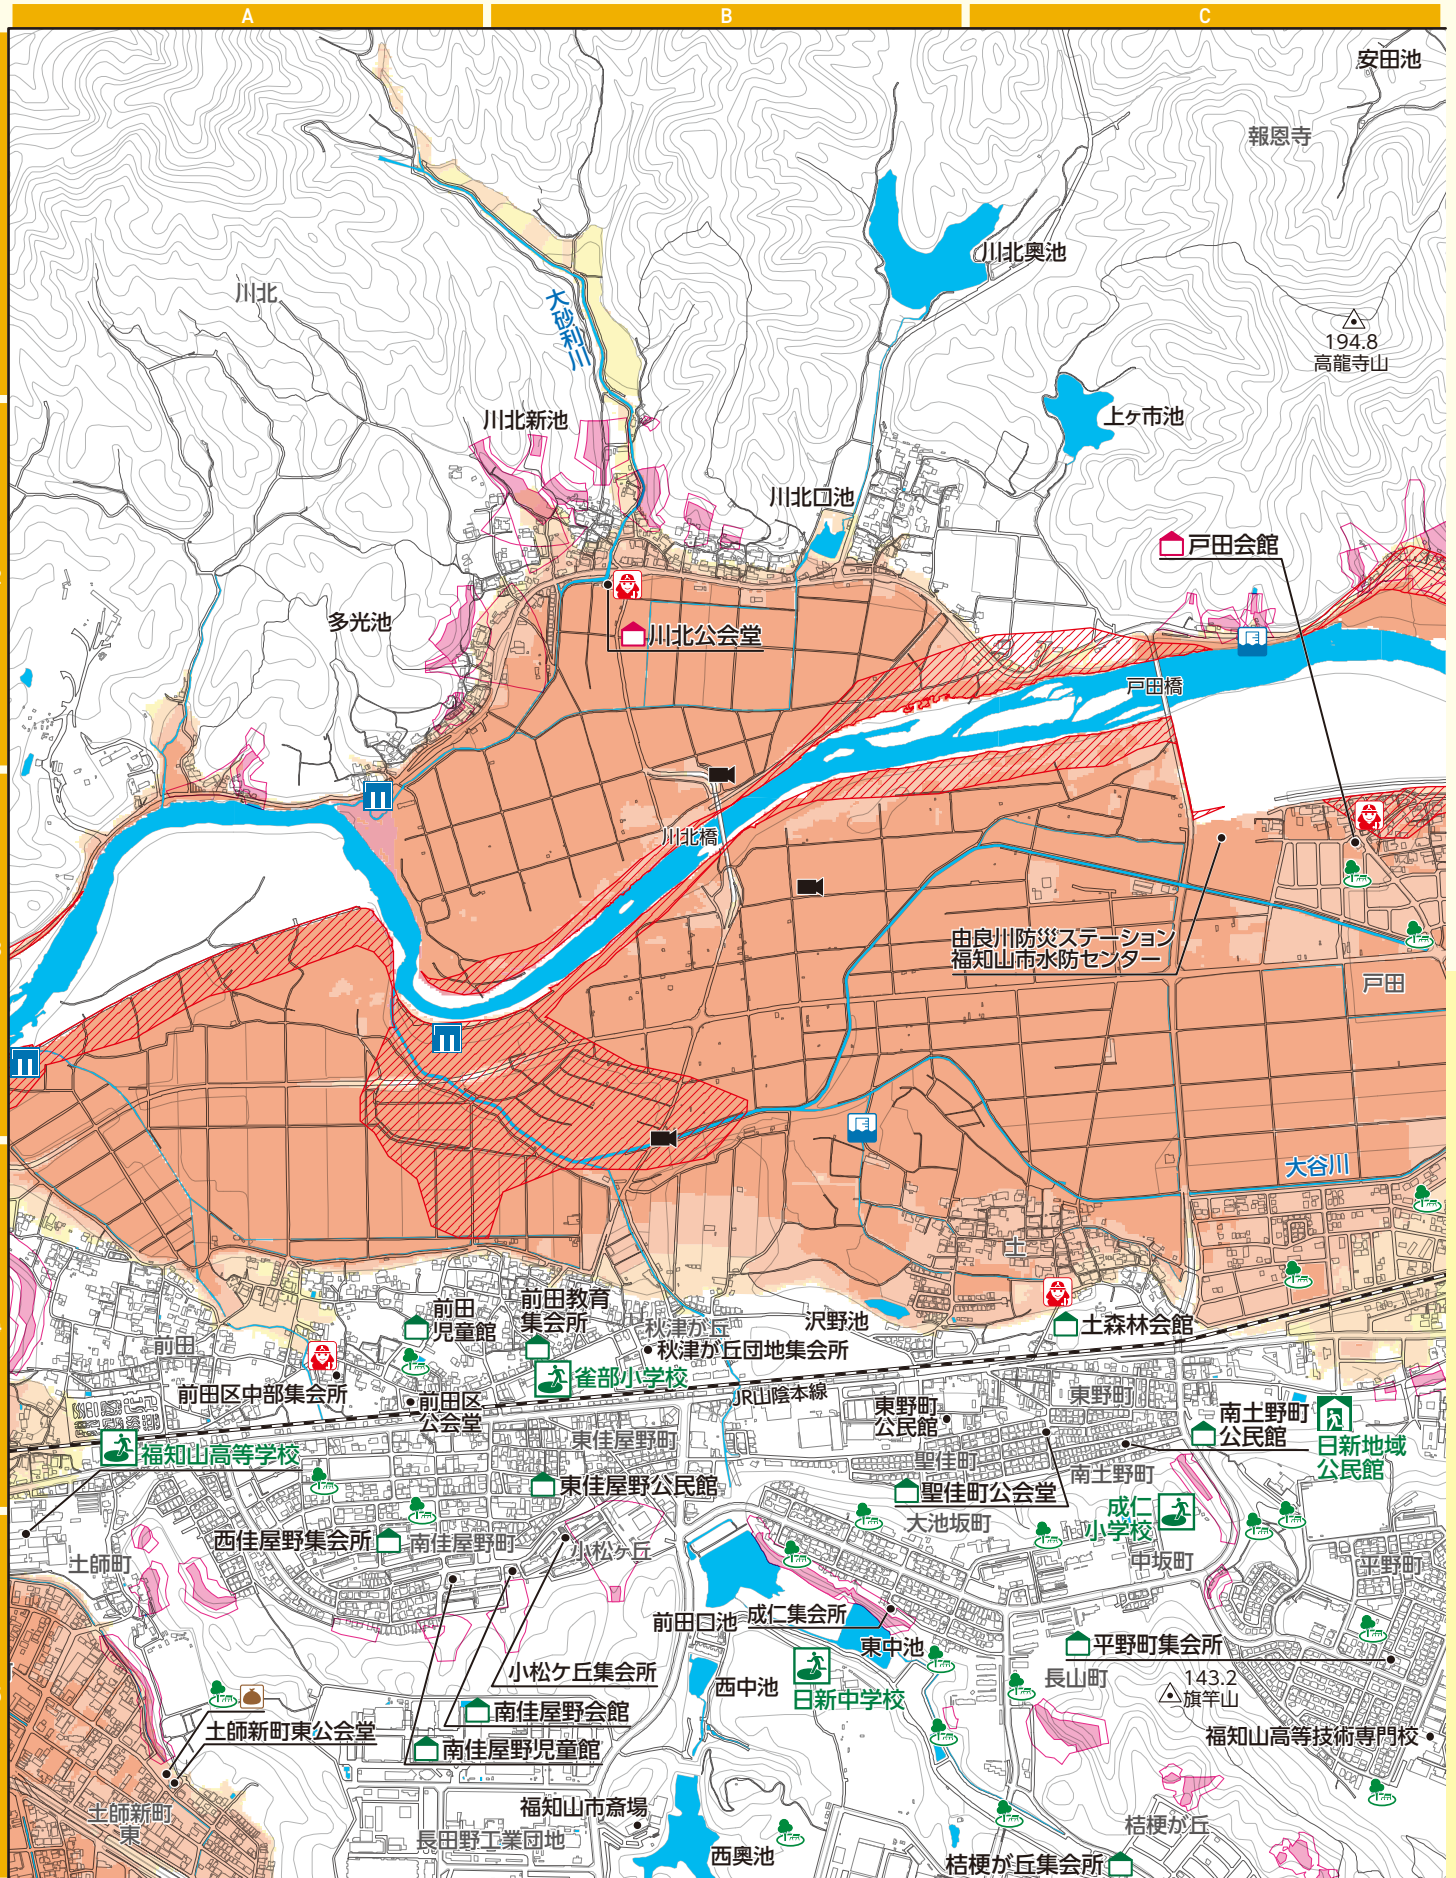 A
B
C
安田池
報恩寺
川北奥池
川北
大砂利川
194.8
高龍寺山
川北新池
上ヶ市池
川北口池
戸田会館
多光池
川北公会堂
戸田橋
川北橋
由良川防災ステーション
福知山市水防センター
戸田
大谷川
土
前田
児童館
前田教育
集会所
秋津が丘
沢野池
土森林会館
前田
秋津が丘団地集会所
雀部小学校
前田区中部集会所
前田区
公会堂
JR山陰本線
東野町
公民館
東野町
南土野町
公民館
日新地域
公民館
福知山高等学校
東佳屋野町
聖佳町
南土野町
東佳屋野公民館
聖佳町公会堂
大池坂町
成仁
小学校
西佳屋野集会所
南佳屋野町
小松ヶ丘
中坂町
平野町
土師町
前田口池
成仁集会所
東中池
平野町集会所
小松ケ丘集会所
西中池
日新中学校
長山町
143.2
旗竿山
南佳屋野会館
土師新町東公会堂
南佳屋野児童館
福知山高等技術専門校
土師新町
東
福知山市斎場
長田野工業団地
桔梗が丘
西奥池
桔梗が丘集会所